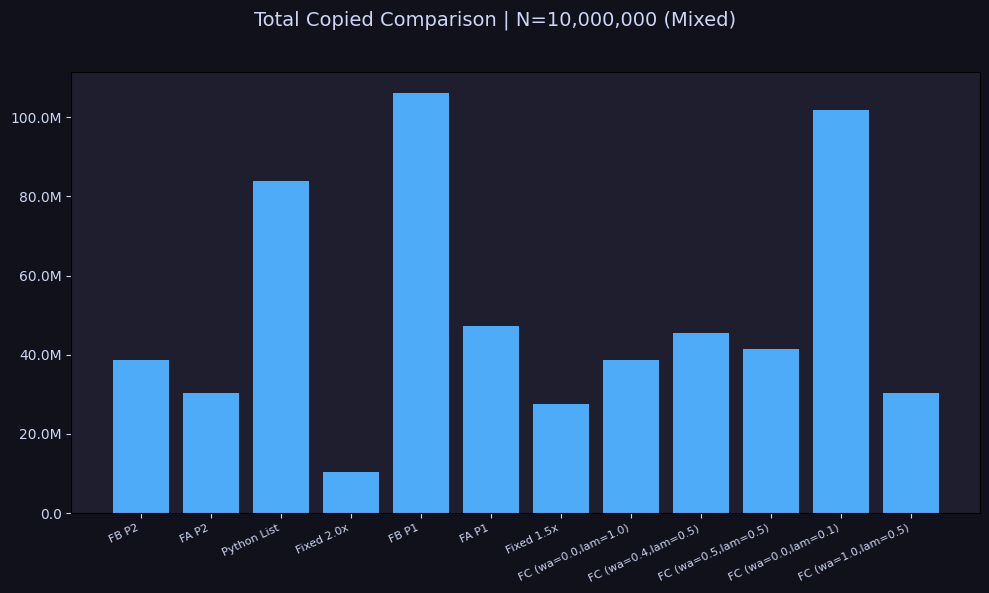 Total Copied Comparison | N=10,000,000 (Mixed)
100.0M
80.0M
60.0M
40.0M
20.0M
0.0
FB P2
FA P2
Python List
Fixed 2.0x
FB P1
FA P1
Fixed 1.5x
FC (wa=0.0,lam=1.0)
FC (wa=0.4,lam=0.5)
FC (wa=0.5,lam=0.5)
FC (wa=0.0,lam=0.1)
FC (wa=1.0,lam=0.5)